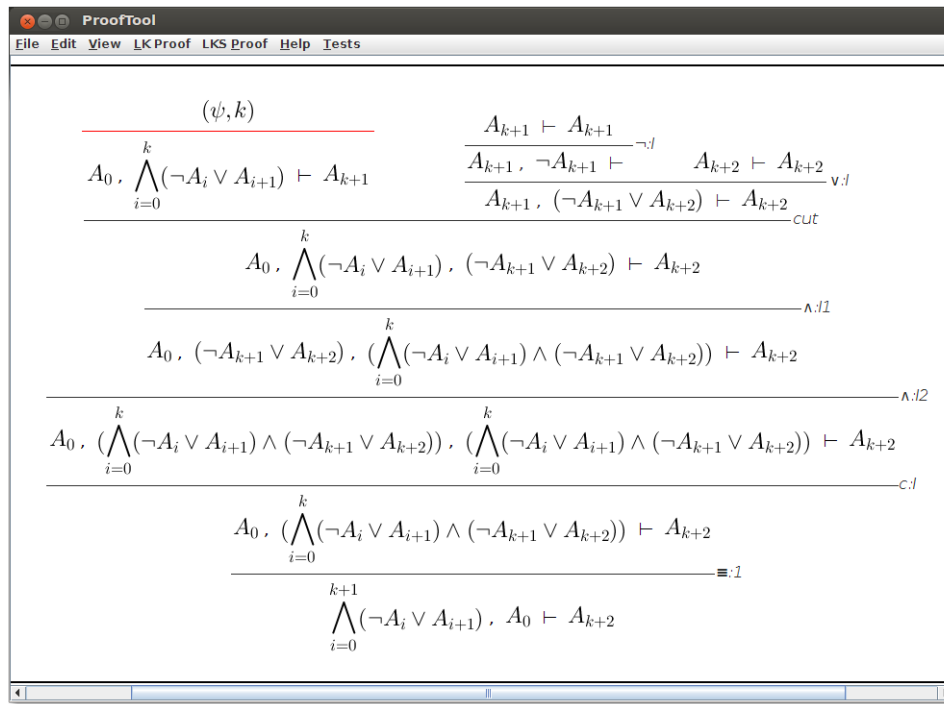 ProofTool
File Edit View LK Proof LKS Proof Help Tests
(ψ, k)
A_{k+1} ⊢ A_{k+1}
¬:l
A_0 , ⋀_{i=0}^{k}(¬A_i ∨ A_{i+1}) ⊢ A_{k+1}
A_{k+1} , ¬A_{k+1} ⊢ A_{k+2} ⊢ A_{k+2}
∨:l
A_{k+1} , (¬A_{k+1} ∨ A_{k+2}) ⊢ A_{k+2}
cut
A_0 , ⋀_{i=0}^{k}(¬A_i ∨ A_{i+1}) , (¬A_{k+1} ∨ A_{k+2}) ⊢ A_{k+2}
∧:l1
A_0 , (¬A_{k+1} ∨ A_{k+2}) , (⋀_{i=0}^{k}(¬A_i ∨ A_{i+1}) ∧ (¬A_{k+1} ∨ A_{k+2})) ⊢ A_{k+2}
∧:l2
A_0 , (⋀_{i=0}^{k}(¬A_i ∨ A_{i+1}) ∧ (¬A_{k+1} ∨ A_{k+2})) , (⋀_{i=0}^{k}(¬A_i ∨ A_{i+1}) ∧ (¬A_{k+1} ∨ A_{k+2})) ⊢ A_{k+2}
c:l
A_0 , (⋀_{i=0}^{k}(¬A_i ∨ A_{i+1}) ∧ (¬A_{k+1} ∨ A_{k+2})) ⊢ A_{k+2}
≡:1
⋀_{i=0}^{k+1}(¬A_i ∨ A_{i+1}) , A_0 ⊢ A_{k+2}